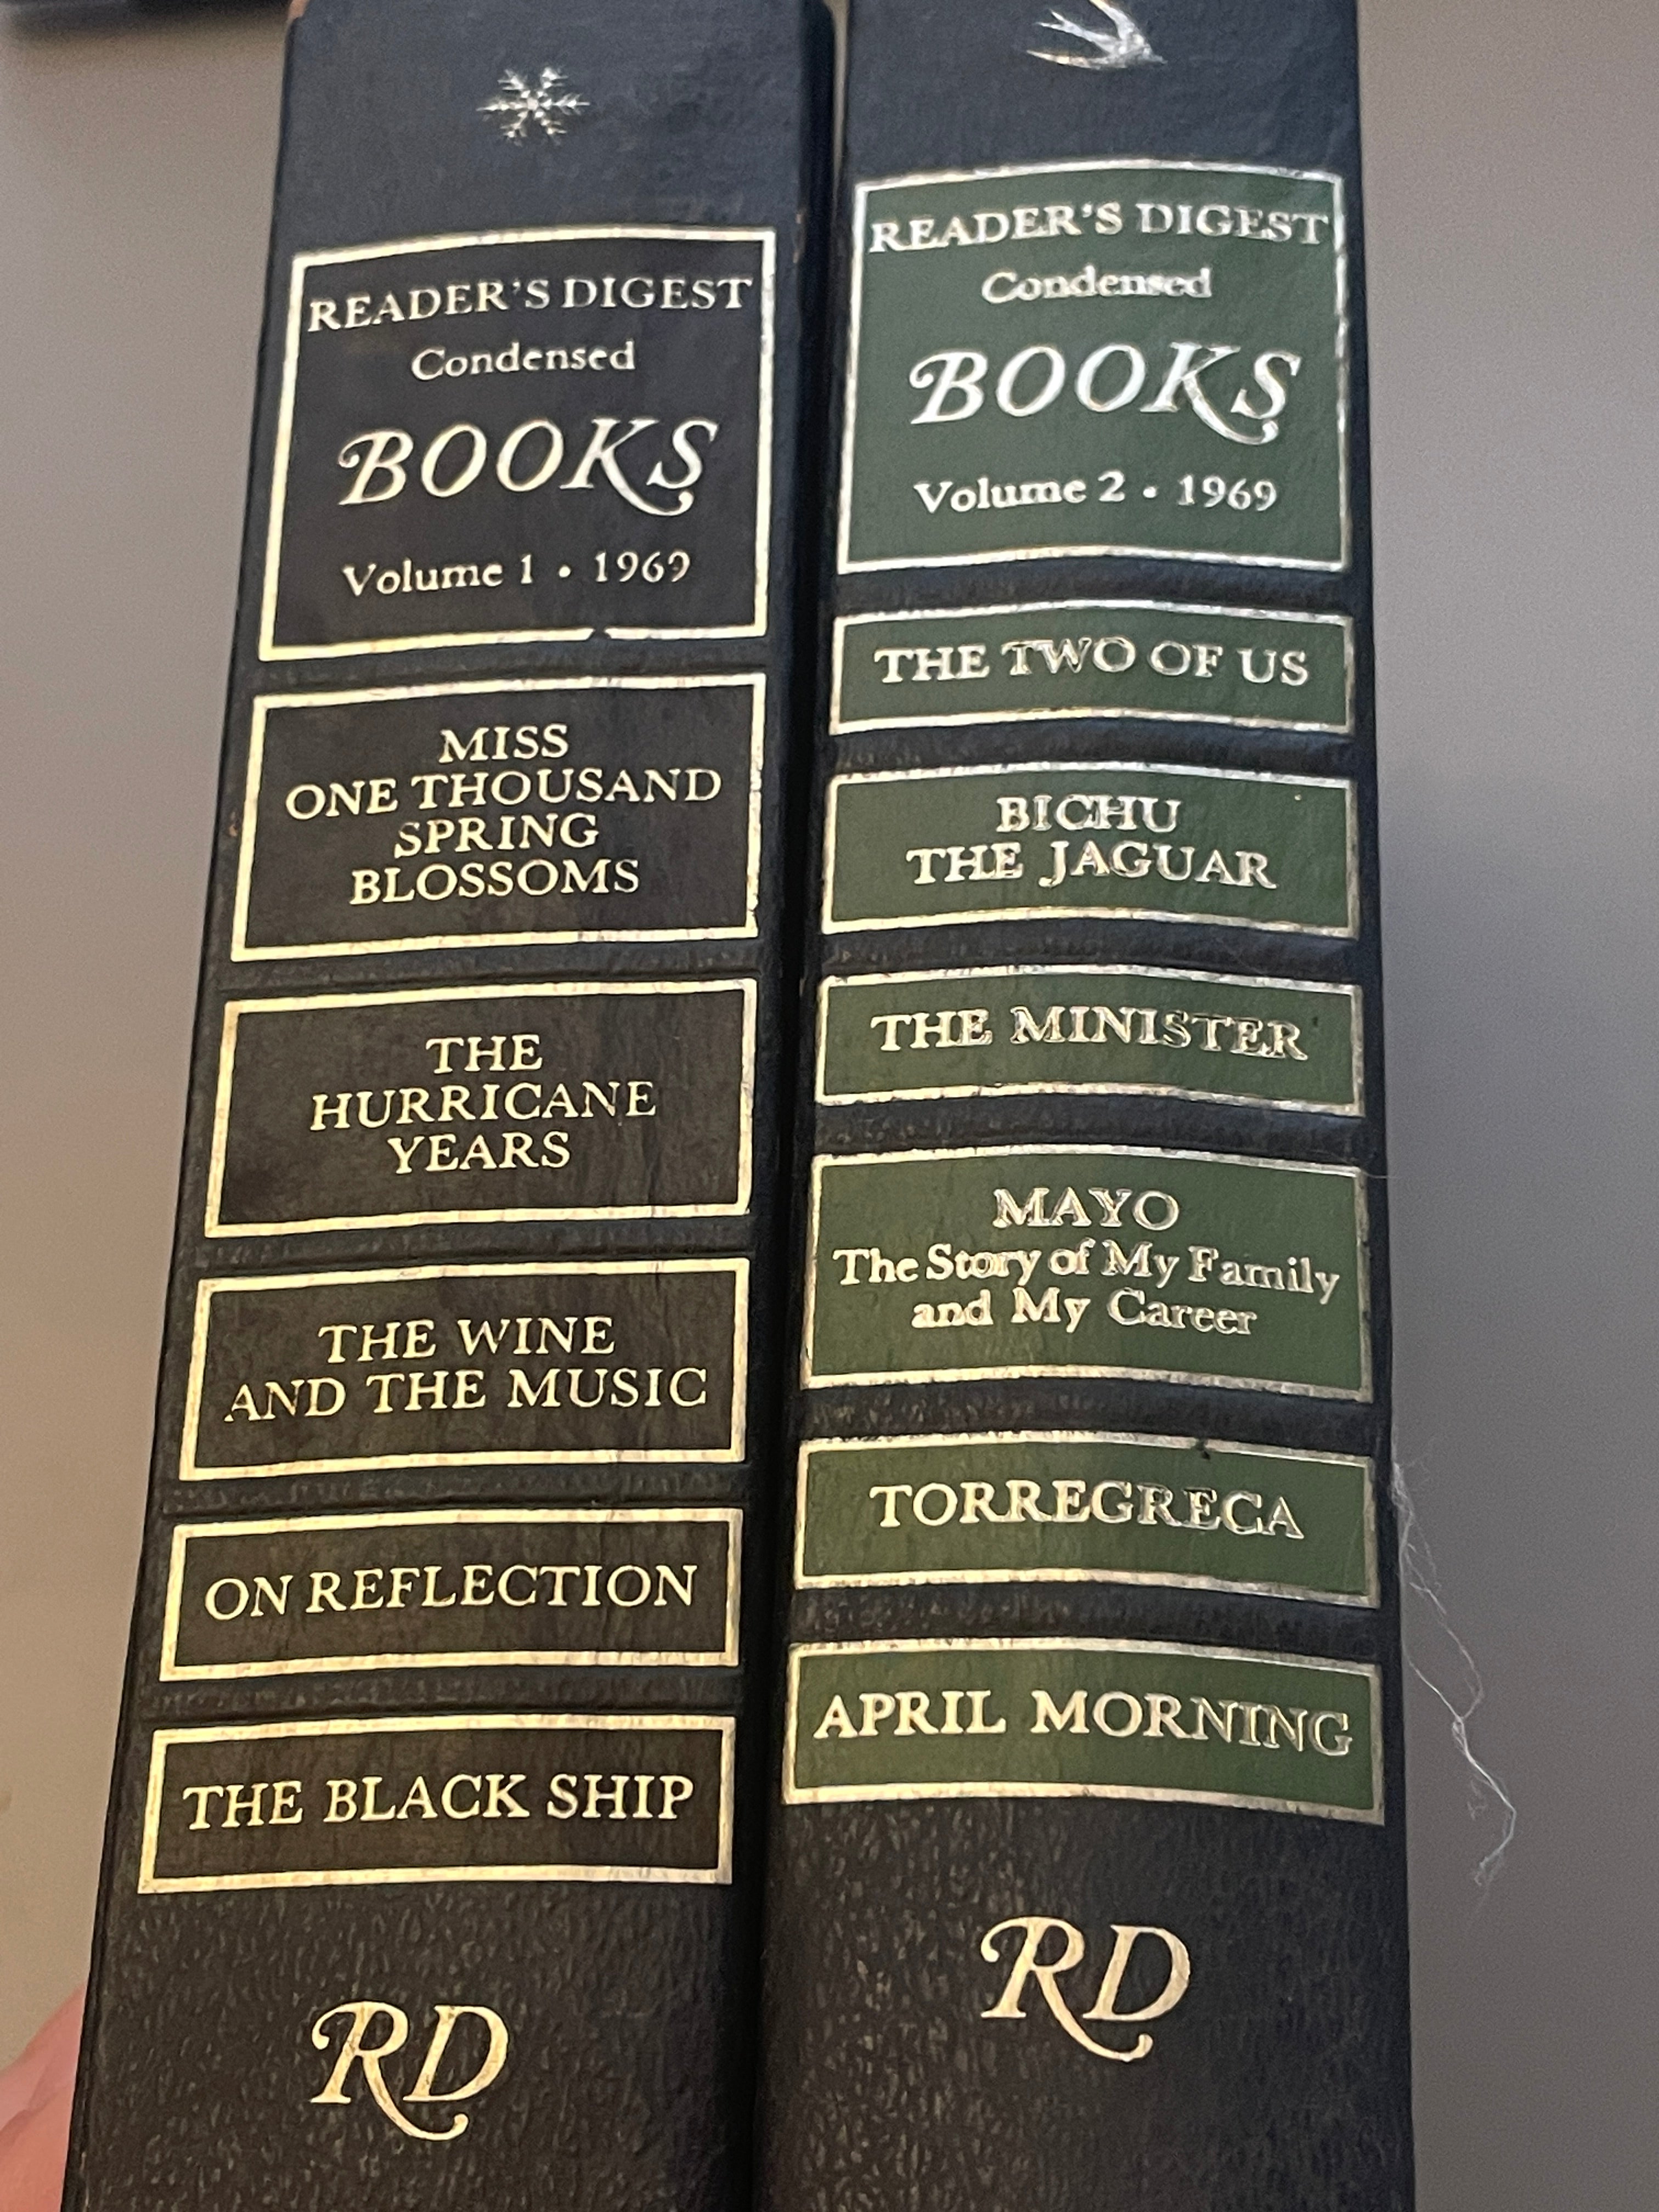 READER'S DIGEST
Condensed
BOOKS
Volume 1 • 1969
MISS
ONE THOUSAND
SPRING
BLOSSOMS
THE
HURRICANE
YEARS
THE WINE
AND THE MUSIC
ON REFLECTION
THE BLACK SHIP
RD
READER'S DIGEST
Condensed
BOOKS
Volume 2 • 1969
THE TWO OF US
BICHU
THE JAGUAR
THE MINISTER
MAYO
The Story of My Family
and My Career
TORREGRECA
APRIL MORNING
RD